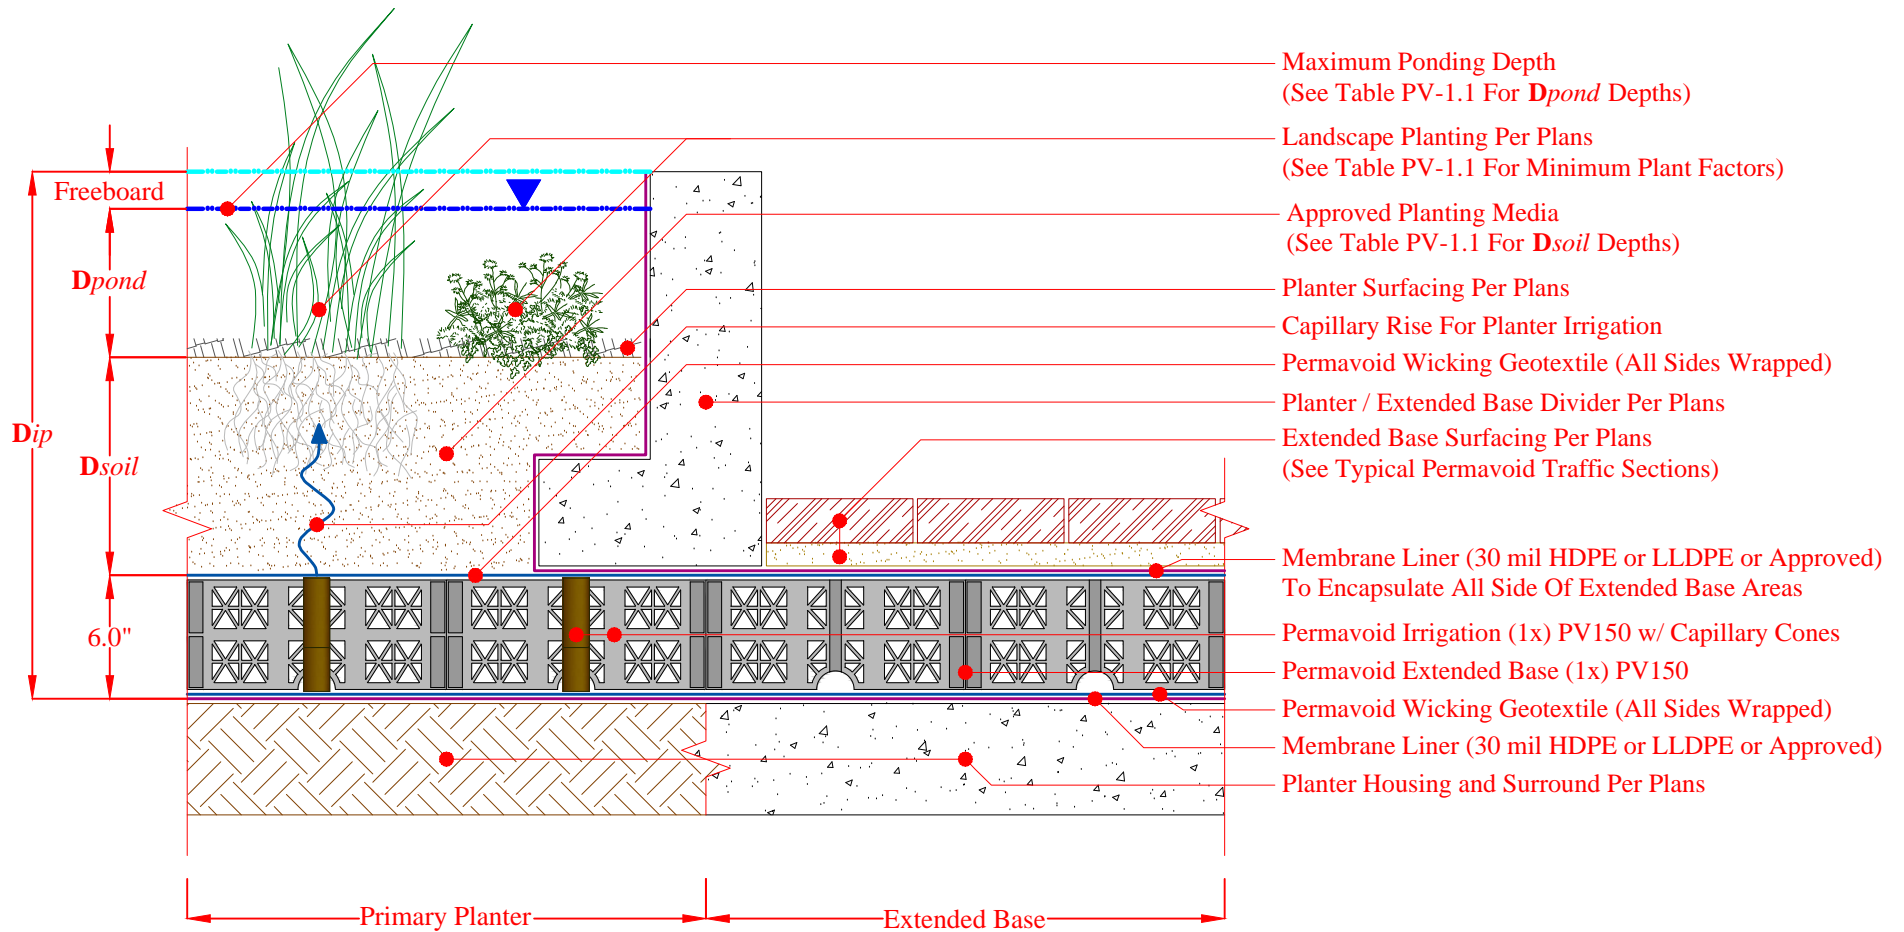 Maximum Ponding Depth
(See Table PV-1.1 For Dpond Depths)
Landscape Planting Per Plans
(See Table PV-1.1 For Minimum Plant Factors)
Approved Planting Media
(See Table PV-1.1 For Dsoil Depths)
Planter Surfacing Per Plans
Capillary Rise For Planter Irrigation
Permavoid Wicking Geotextile (All Sides Wrapped)
Planter / Extended Base Divider Per Plans
Extended Base Surfacing Per Plans
(See Typical Permavoid Traffic Sections)
Membrane Liner (30 mil HDPE or LLDPE or Approved)
To Encapsulate All Side Of Extended Base Areas
Permavoid Irrigation (1x) PV150 w/ Capillary Cones
Permavoid Extended Base (1x) PV150
Permavoid Wicking Geotextile (All Sides Wrapped)
Membrane Liner (30 mil HDPE or LLDPE or Approved)
Planter Housing and Surround Per Plans
Freeboard
Dpond
Dip
Dsoil
6.0"
Primary Planter
Extended Base